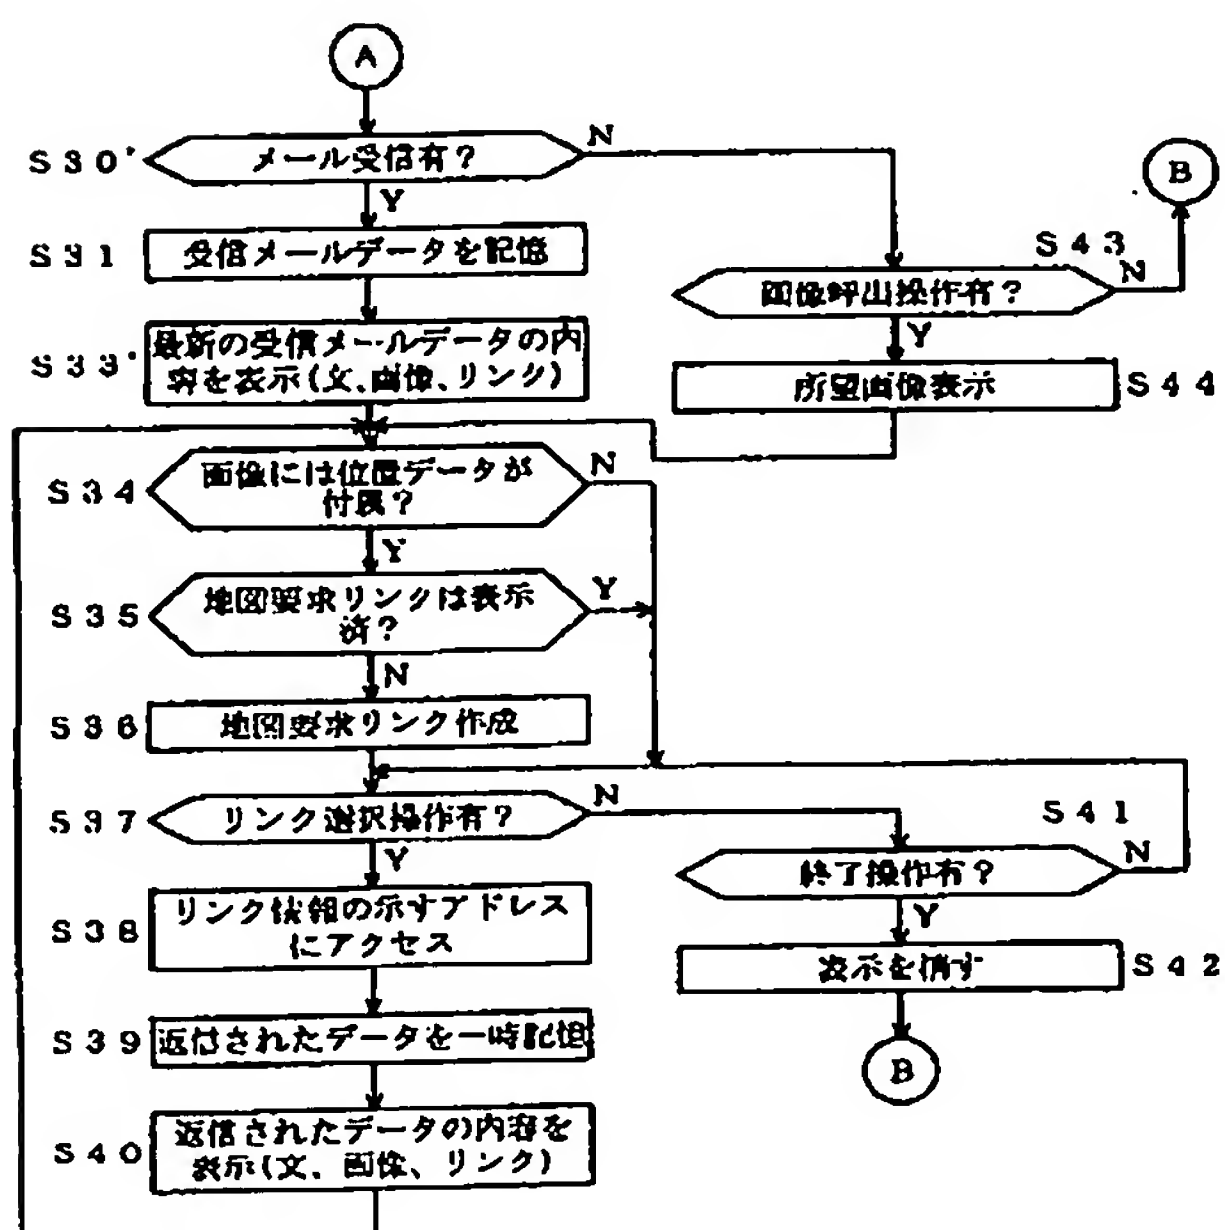 A
S30' メール受信有？
N
Y
B
S31 受信メールデータを記憶
S43
画像呼出操作有？
N
Y
S33' 最新の受信メールデータの内
容を表示(文、画像、リンク)
所望画像表示 S44
S34 画像には位置データが
付属？
N
Y
S35 地図要求リンクは表示
済？
Y
N
S36 地図要求リンク作成
S37 リンク選択操作有？
N
Y
S41
終了操作有？
N
Y
S38 リンク情報の示すアドレス
にアクセス
表示を消す S42
S39 返信されたデータを一時記憶
B
S40 返信されたデータの内容を
表示(文、画像、リンク)